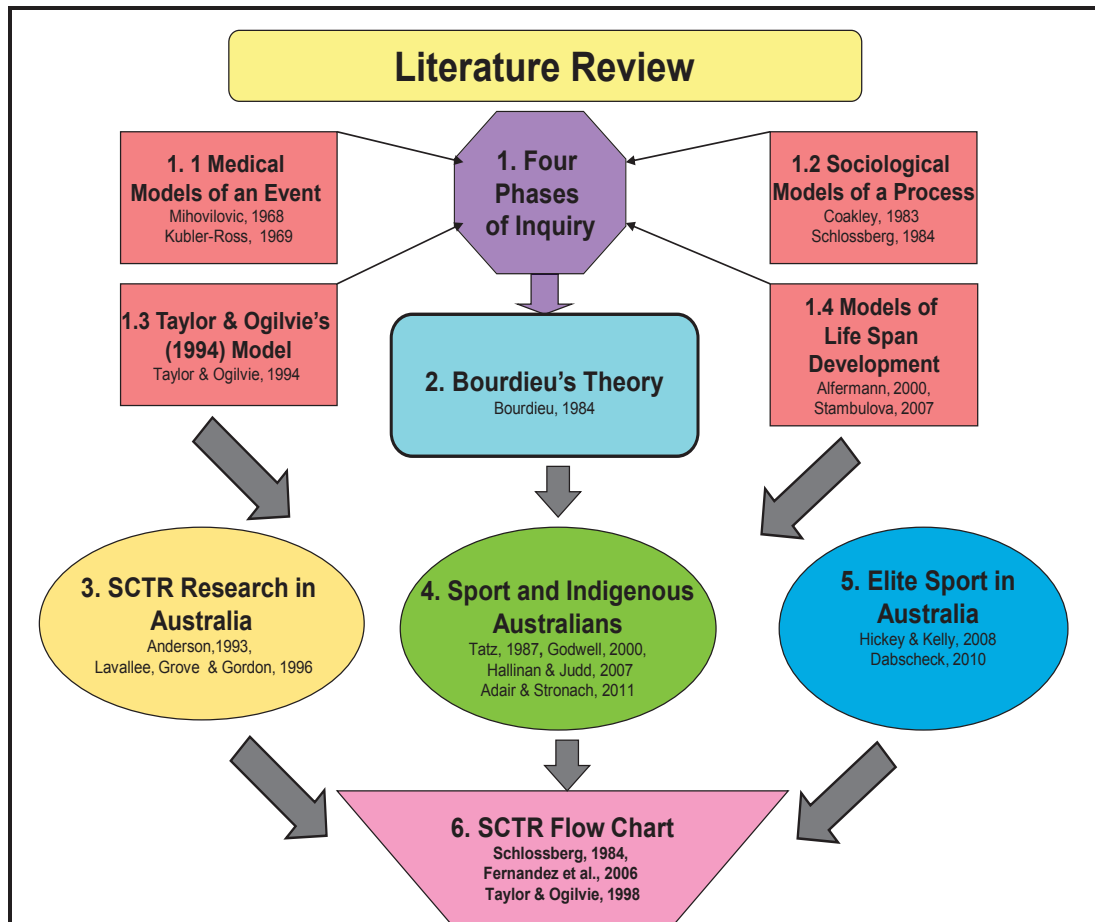 Literature Review
1. 1 Medical
Models of an Event
Mihovilovic, 1968
Kubler-Ross, 1969
1. Four
Phases
of Inquiry
1.2 Sociological
Models of a Process
Coakley, 1983
Schlossberg, 1984
1.3 Taylor & Ogilvie's
(1994) Model
Taylor & Ogilvie, 1994
2. Bourdieu's Theory
Bourdieu, 1984
1.4 Models of
Life Span
Development
Alfermann, 2000,
Stambulova, 2007
3. SCTR Research in
Australia
Anderson,1993,
Lavallee, Grove & Gordon, 1996
4. Sport and Indigenous
Australians
Tatz, 1987, Godwell, 2000,
Hallinan & Judd, 2007
Adair & Stronach, 2011
5. Elite Sport in
Australia
Hickey & Kelly, 2008
Dabscheck, 2010
6. SCTR Flow Chart
Schlossberg, 1984,
Fernandez et al., 2006
Taylor & Ogilvie, 1998